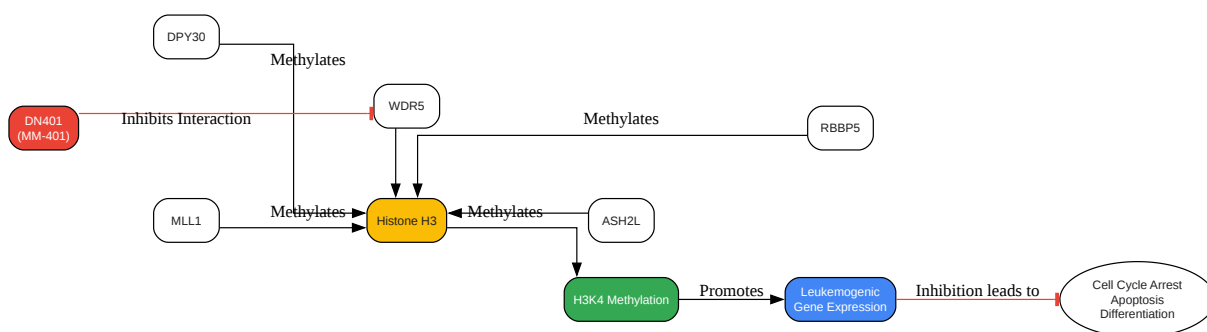 DPY30
Methylates
DN401
(MM-401)
Inhibits Interaction
WDR5
Methylates
RBBP5
MLL1
Methylates
Histone H3
Methylates
ASH2L
H3K4 Methylation
Promotes
Leukemogenic
Gene Expression
Inhibition leads to
Cell Cycle Arrest
Apoptosis
Differentiation